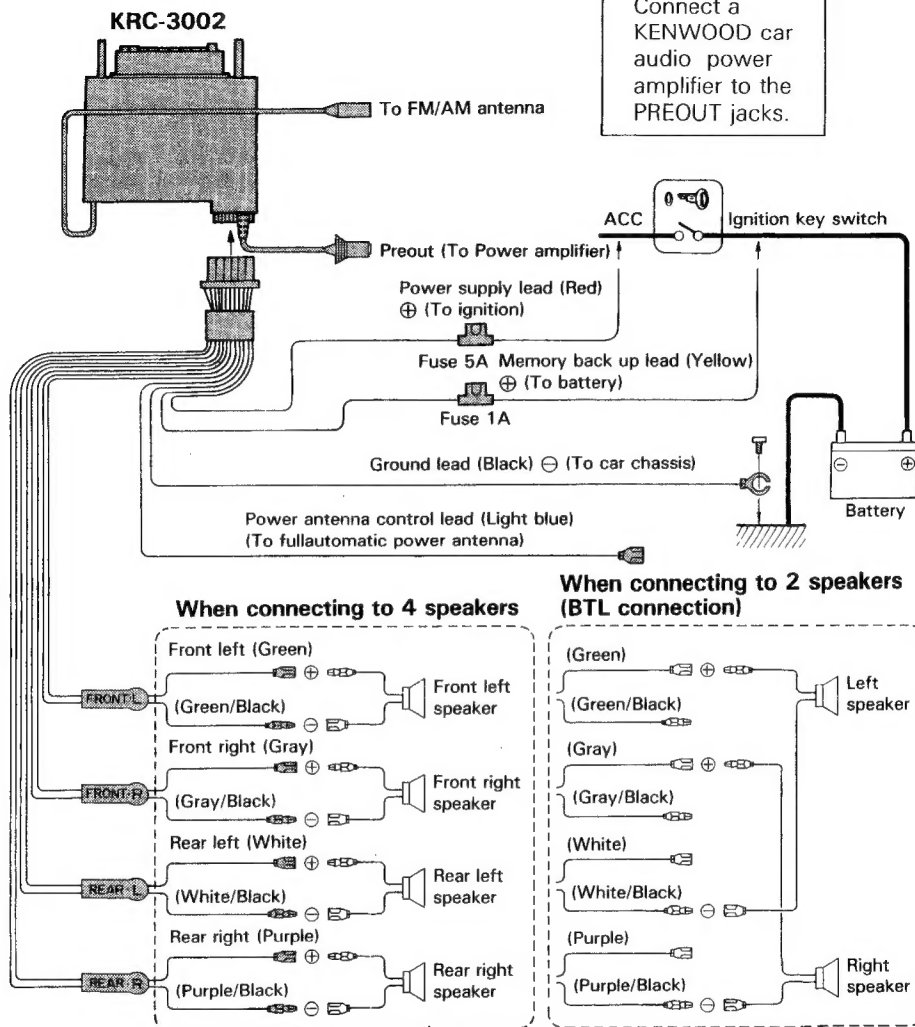 KRC-3002
Connect a
KENWOOD car
audio power
amplifier to the
PREOUT jacks.
To FM/AM antenna
ACC
Ignition key switch
Preout (To Power amplifier)
Power supply lead (Red)
⊕ (To ignition)
Fuse 5A
Memory back up lead (Yellow)
⊕ (To battery)
Fuse 1A
Ground lead (Black) ⊖ (To car chassis)
⊖ ⊕
Battery
Power antenna control lead (Light blue)
(To fullautomatic power antenna)
When connecting to 4 speakers
Front left (Green)
⊕
FRONT-L
(Green/Black)
⊖
Front left
speaker
Front right (Gray)
⊕
FRONT-R
(Gray/Black)
⊖
Front right
speaker
Rear left (White)
⊕
REAR-L
(White/Black)
⊖
Rear left
speaker
Rear right (Purple)
⊕
REAR-R
(Purple/Black)
⊖
Rear right
speaker
When connecting to 2 speakers
(BTL connection)
(Green)
⊕
(Green/Black)
Left
speaker
(Gray)
⊕
(Gray/Black)
(White)
(White/Black)
⊖
(Purple)
(Purple/Black)
⊖
Right
speaker